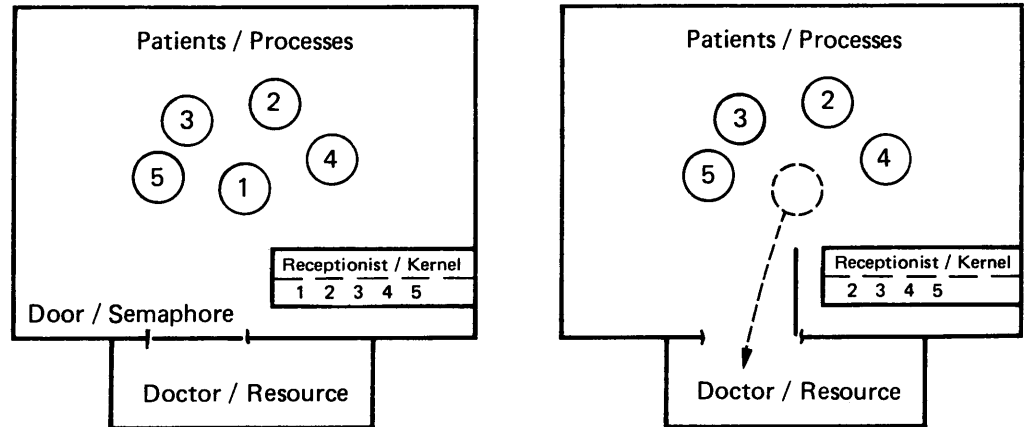 Patients / Processes
3
2
5
1
4
Receptionist / Kernel
1 2 3 4 5
Door / Semaphore
Doctor / Resource
Patients / Processes
3
2
5
4
Receptionist / Kernel
2 3 4 5
Doctor / Resource